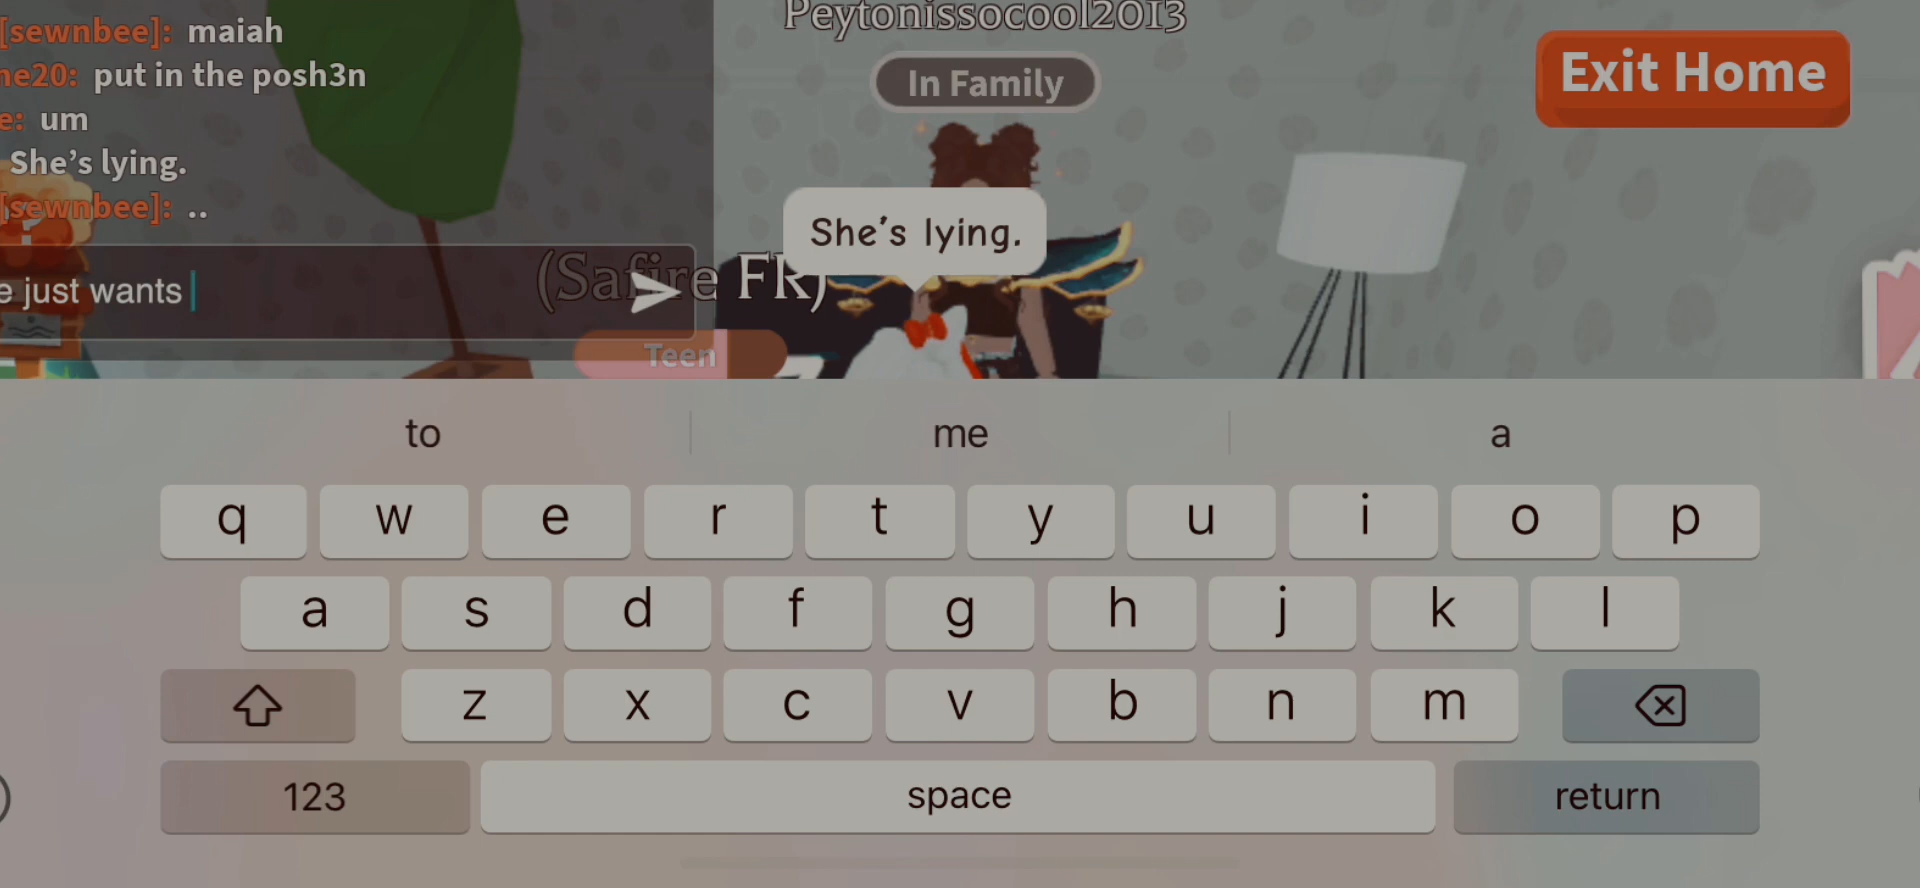 [sewnbee]: maiah
ne20: put in the posh3n
e: um
She's lying.
[sewnbee]: ..
e just wants
Peytonissocool2013
In Family
Exit Home
She's lying.
(Safire FR)
Teen
to me a
q w e r t y u i o p
a s d f g h j k l
z x c v b n m
123 space return